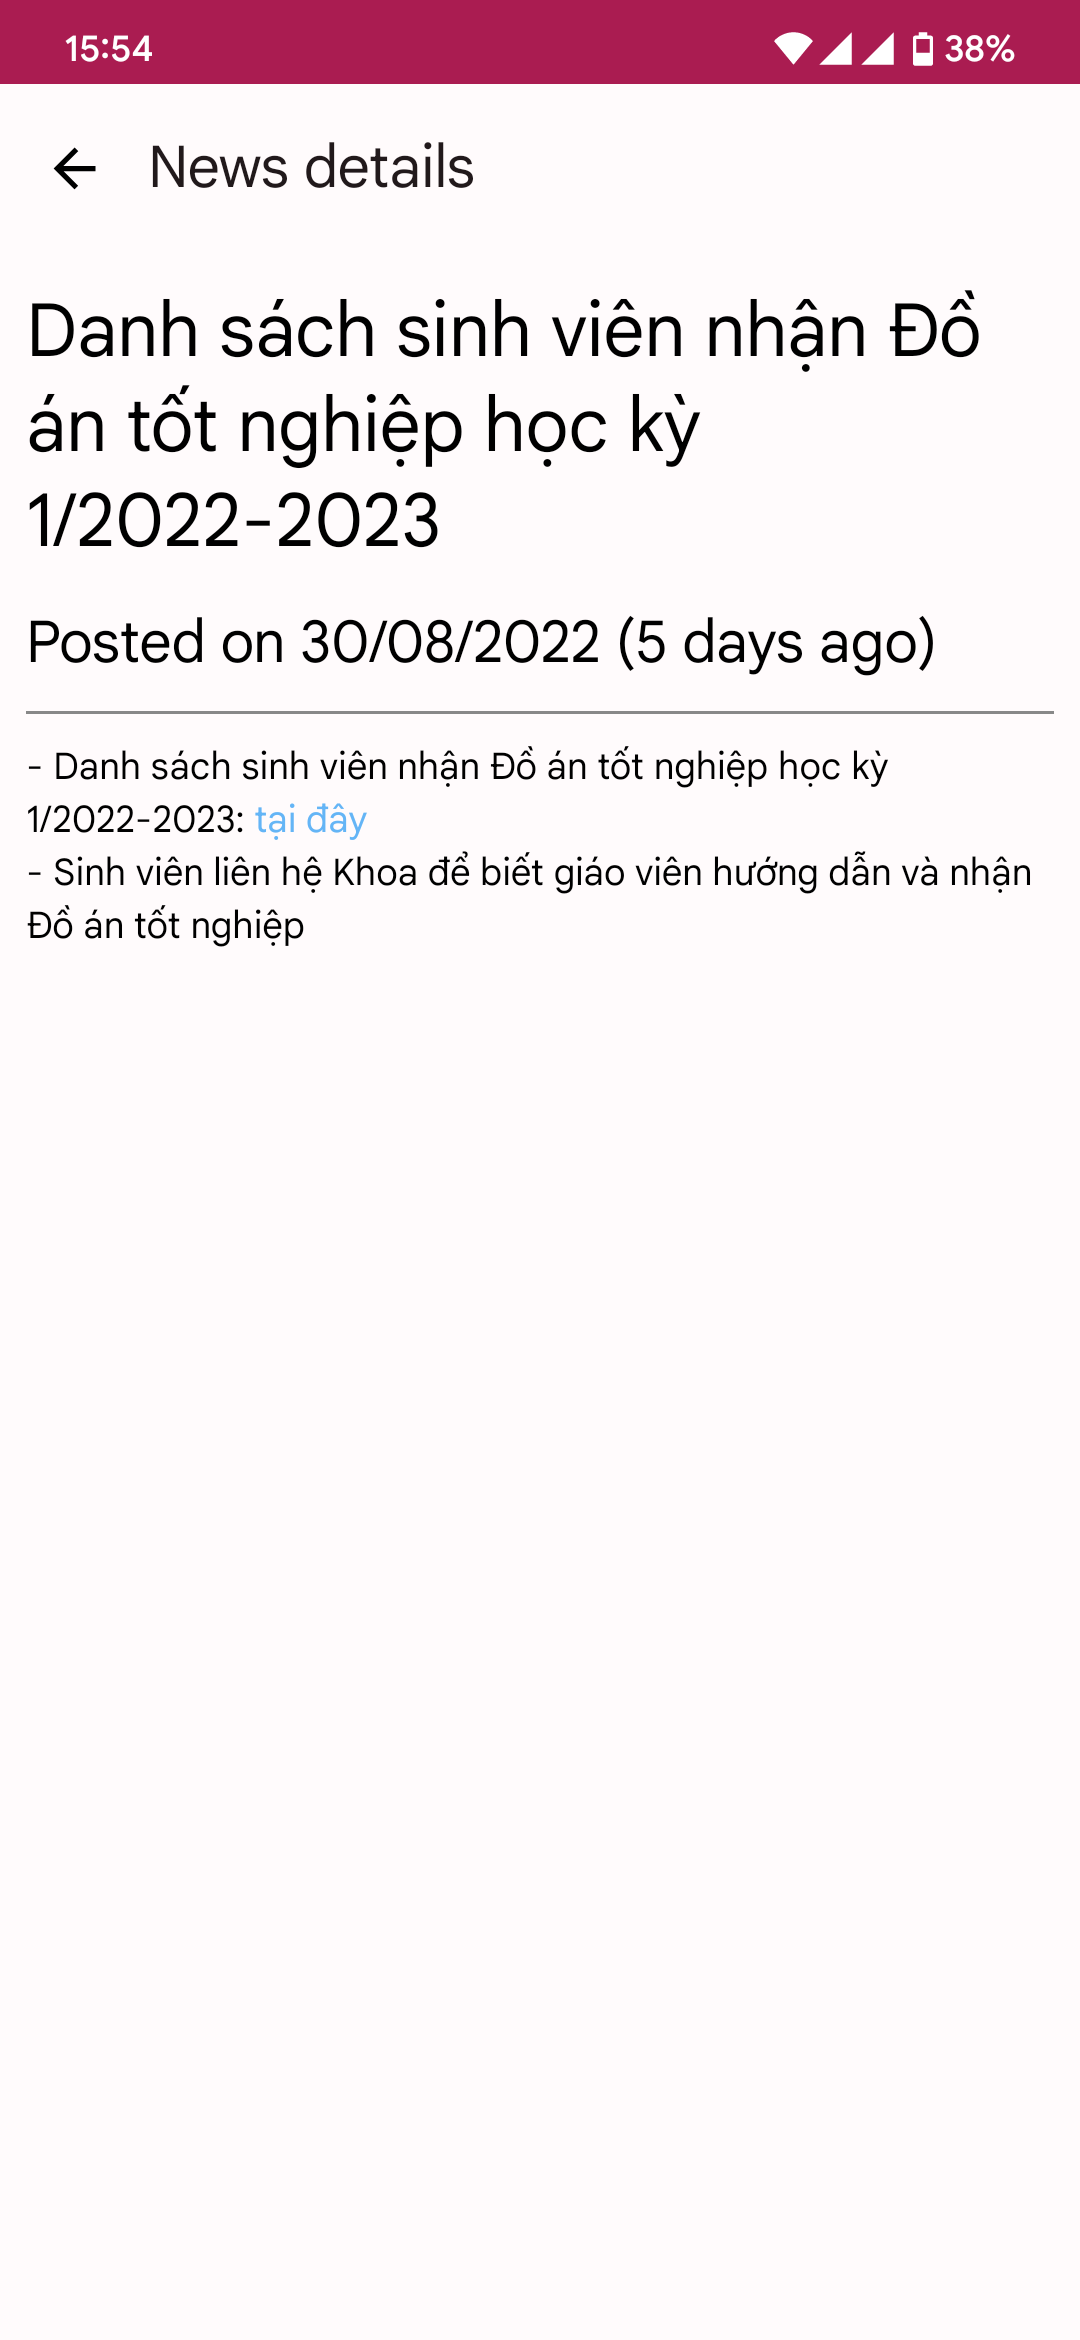 15:54
38%
News details
Danh sách sinh viên nhận Đồ
án tốt nghiệp học kỳ
1/2022-2023
Posted on 30/08/2022 (5 days ago)
- Danh sách sinh viên nhận Đồ án tốt nghiệp học kỳ
1/2022-2023: tại đây
- Sinh viên liên hệ Khoa để biết giáo viên hướng dẫn và nhận
Đồ án tốt nghiệp